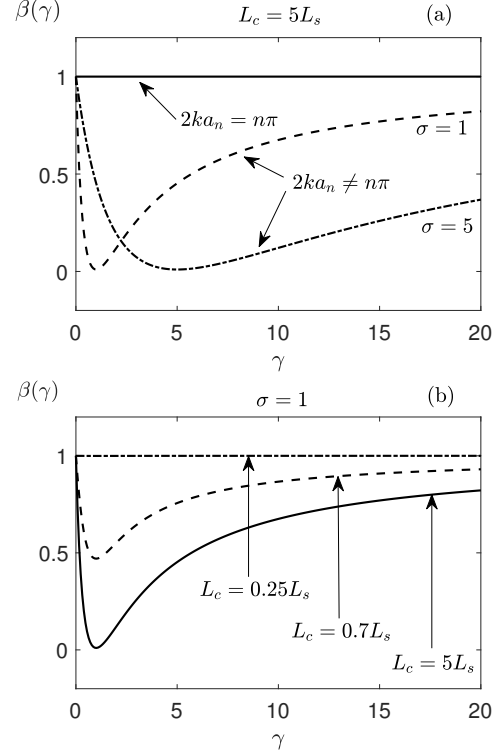 β(γ) L_c = 5L_s (a)
1
2ka_n = nπ
σ = 1
0.5
2ka_n ≠ nπ
σ = 5
0
0 5 10 15 20
γ
β(γ) σ = 1 (b)
1
0.5
L_c = 0.25L_s
L_c = 0.7L_s
0
L_c = 5L_s
0 5 10 15 20
γ